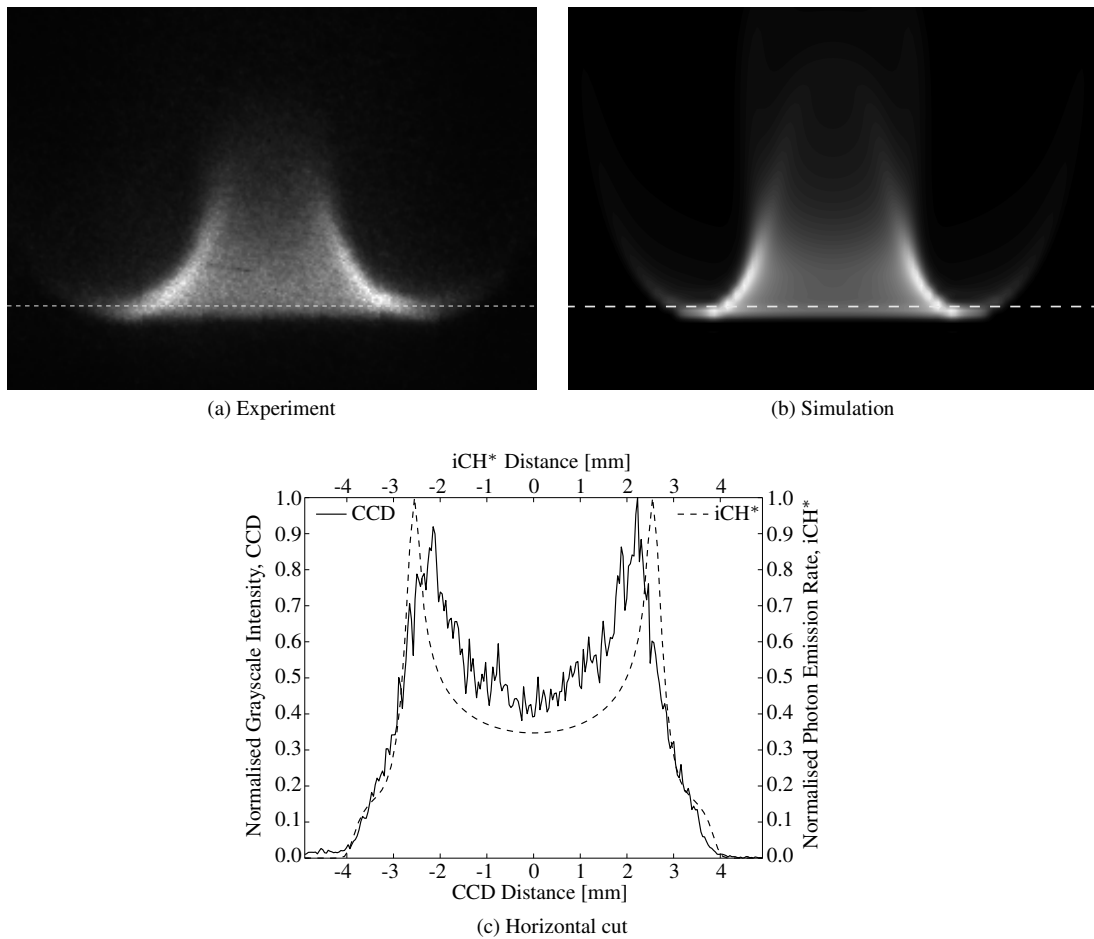 (a) Experiment
(b) Simulation
iCH* Distance [mm]
-4 -3 -2 -1 0 1 2 3 4
CCD
iCH*
Normalised Grayscale Intensity, CCD
1.0
0.9
0.8
0.7
0.6
0.5
0.4
0.3
0.2
0.1
0.0
1.0
0.9
0.8
0.7
0.6
0.5
0.4
0.3
0.2
0.1
0.0
Normalised Photon Emission Rate, iCH*
-4 -3 -2 -1 0 1 2 3 4
CCD Distance [mm]
(c) Horizontal cut